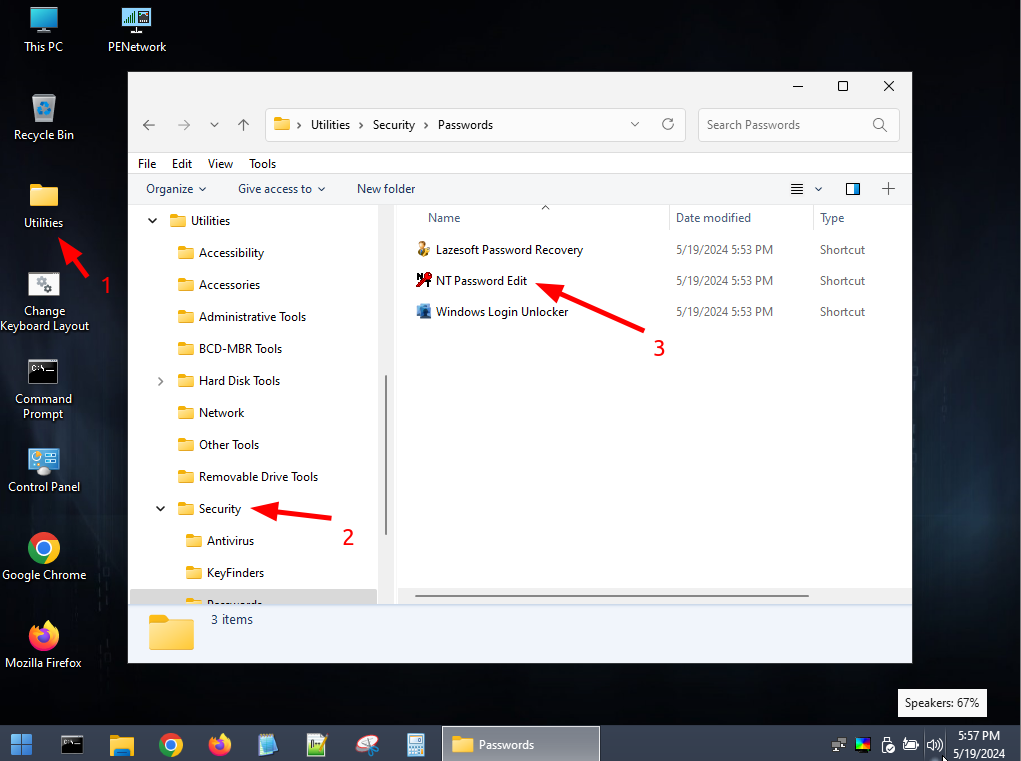 This PC
PENetwork
Recycle Bin
Utilities
1
Change
Keyboard Layout
Command
Prompt
Control Panel
Google Chrome
Mozilla Firefox
Utilities
Security
Passwords
Search Passwords
File Edit View Tools
Organize Give access to New folder
Utilities
Accessibility
Accessories
Administrative Tools
BCD-MBR Tools
Hard Disk Tools
Network
Other Tools
Removable Drive Tools
Security
2
Antivirus
KeyFinders
Passwords
Name Date modified Type
Lazesoft Password Recovery 5/19/2024 5:53 PM Shortcut
NT Password Edit 5/19/2024 5:53 PM Shortcut
Windows Login Unlocker 5/19/2024 5:53 PM Shortcut
3
3 items
Speakers: 67%
Passwords
5:57 PM
5/19/2024